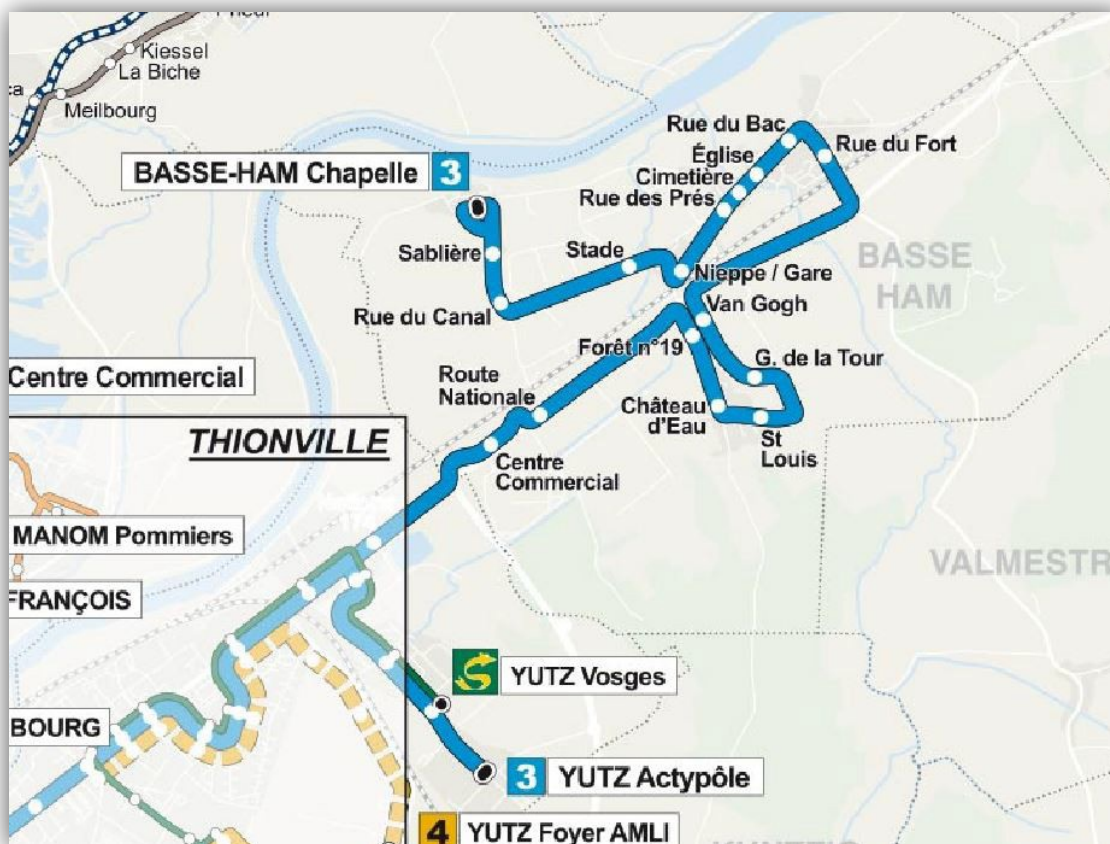 Kiessel
La Biche
Meilbourg
BASSE-HAM Chapelle 3
Rue du Bac
Rue du Fort
Église
Cimetière
Rue des Prés
Sablière
Stade
Nieppe / Gare
BASSE
HAM
Rue du Canal
Van Gogh
Forêt n°19
G. de la Tour
Centre Commercial
Route
Nationale
Château
d'Eau
St
Louis
THIONVILLE
Centre
Commercial
MANOM Pommiers
VALMESTR
FRANÇOIS
YUTZ Vosges
BOURG
3 YUTZ Actypôle
4 YUTZ Foyer AMLI